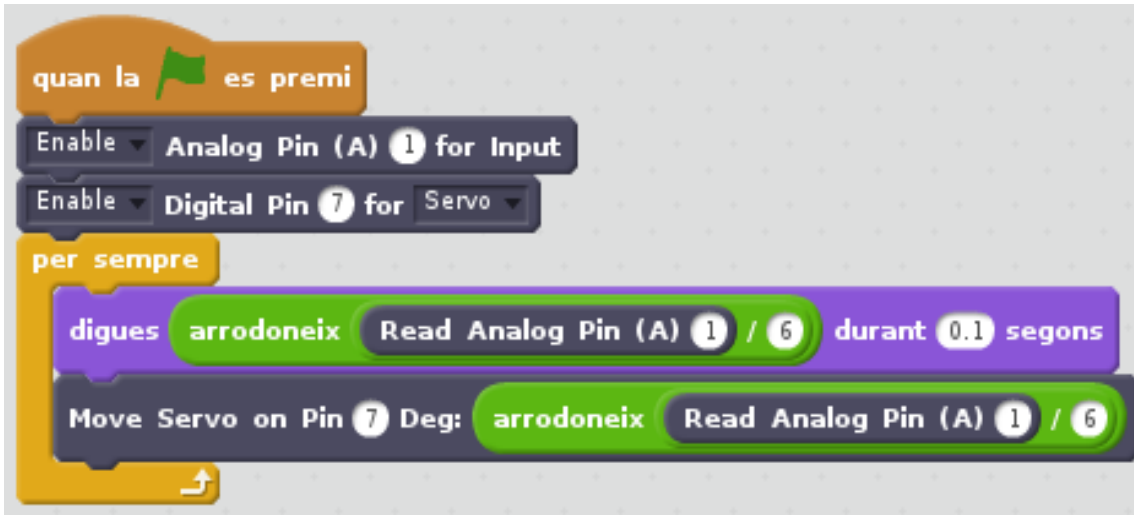 quan la es premi
Enable Analog Pin (A) 1 for Input
Enable Digital Pin 7 for Servo
per sempre
digues arrodoneix Read Analog Pin (A) 1 / 6 durant 0.1 segons
Move Servo on Pin 7 Deg: arrodoneix Read Analog Pin (A) 1 / 6